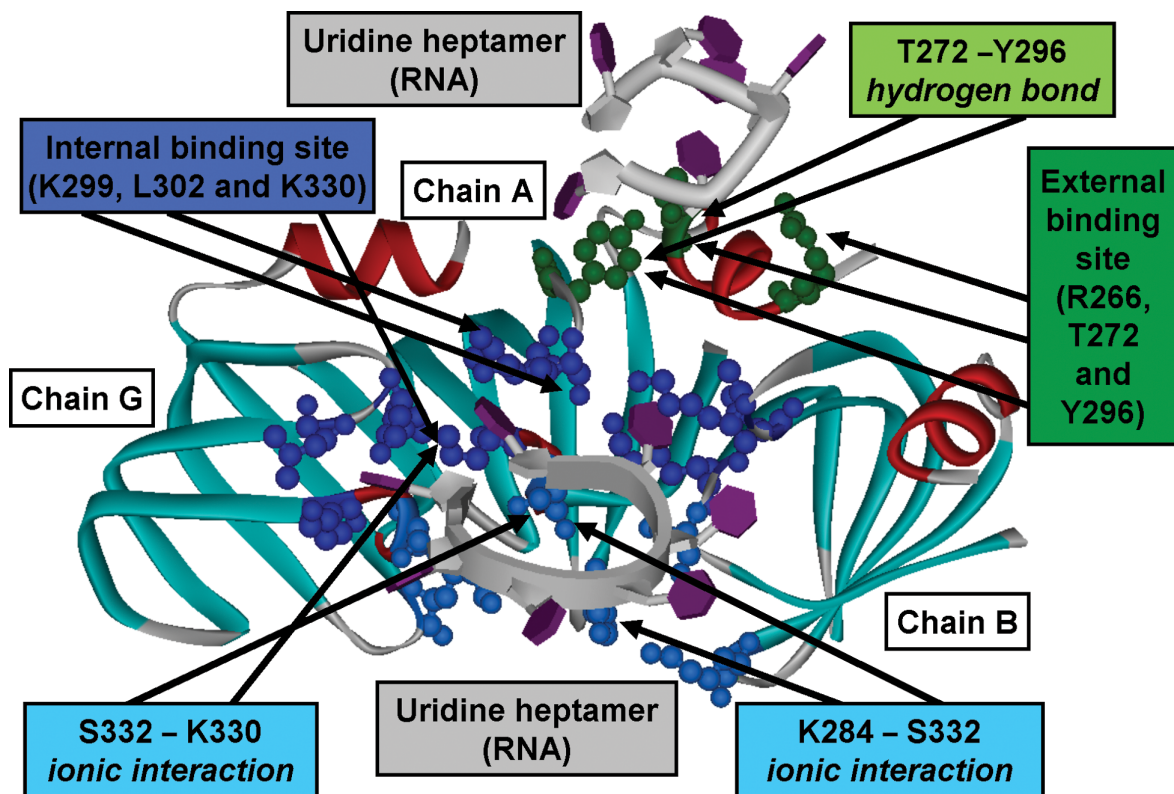 Uridine heptamer
(RNA)
T272 –Y296
hydrogen bond
Internal binding site
(K299, L302 and K330)
Chain A
External
binding
site
(R266,
T272
and
Y296)
Chain G
Chain B
S332 – K330
ionic interaction
Uridine heptamer
(RNA)
K284 – S332
ionic interaction